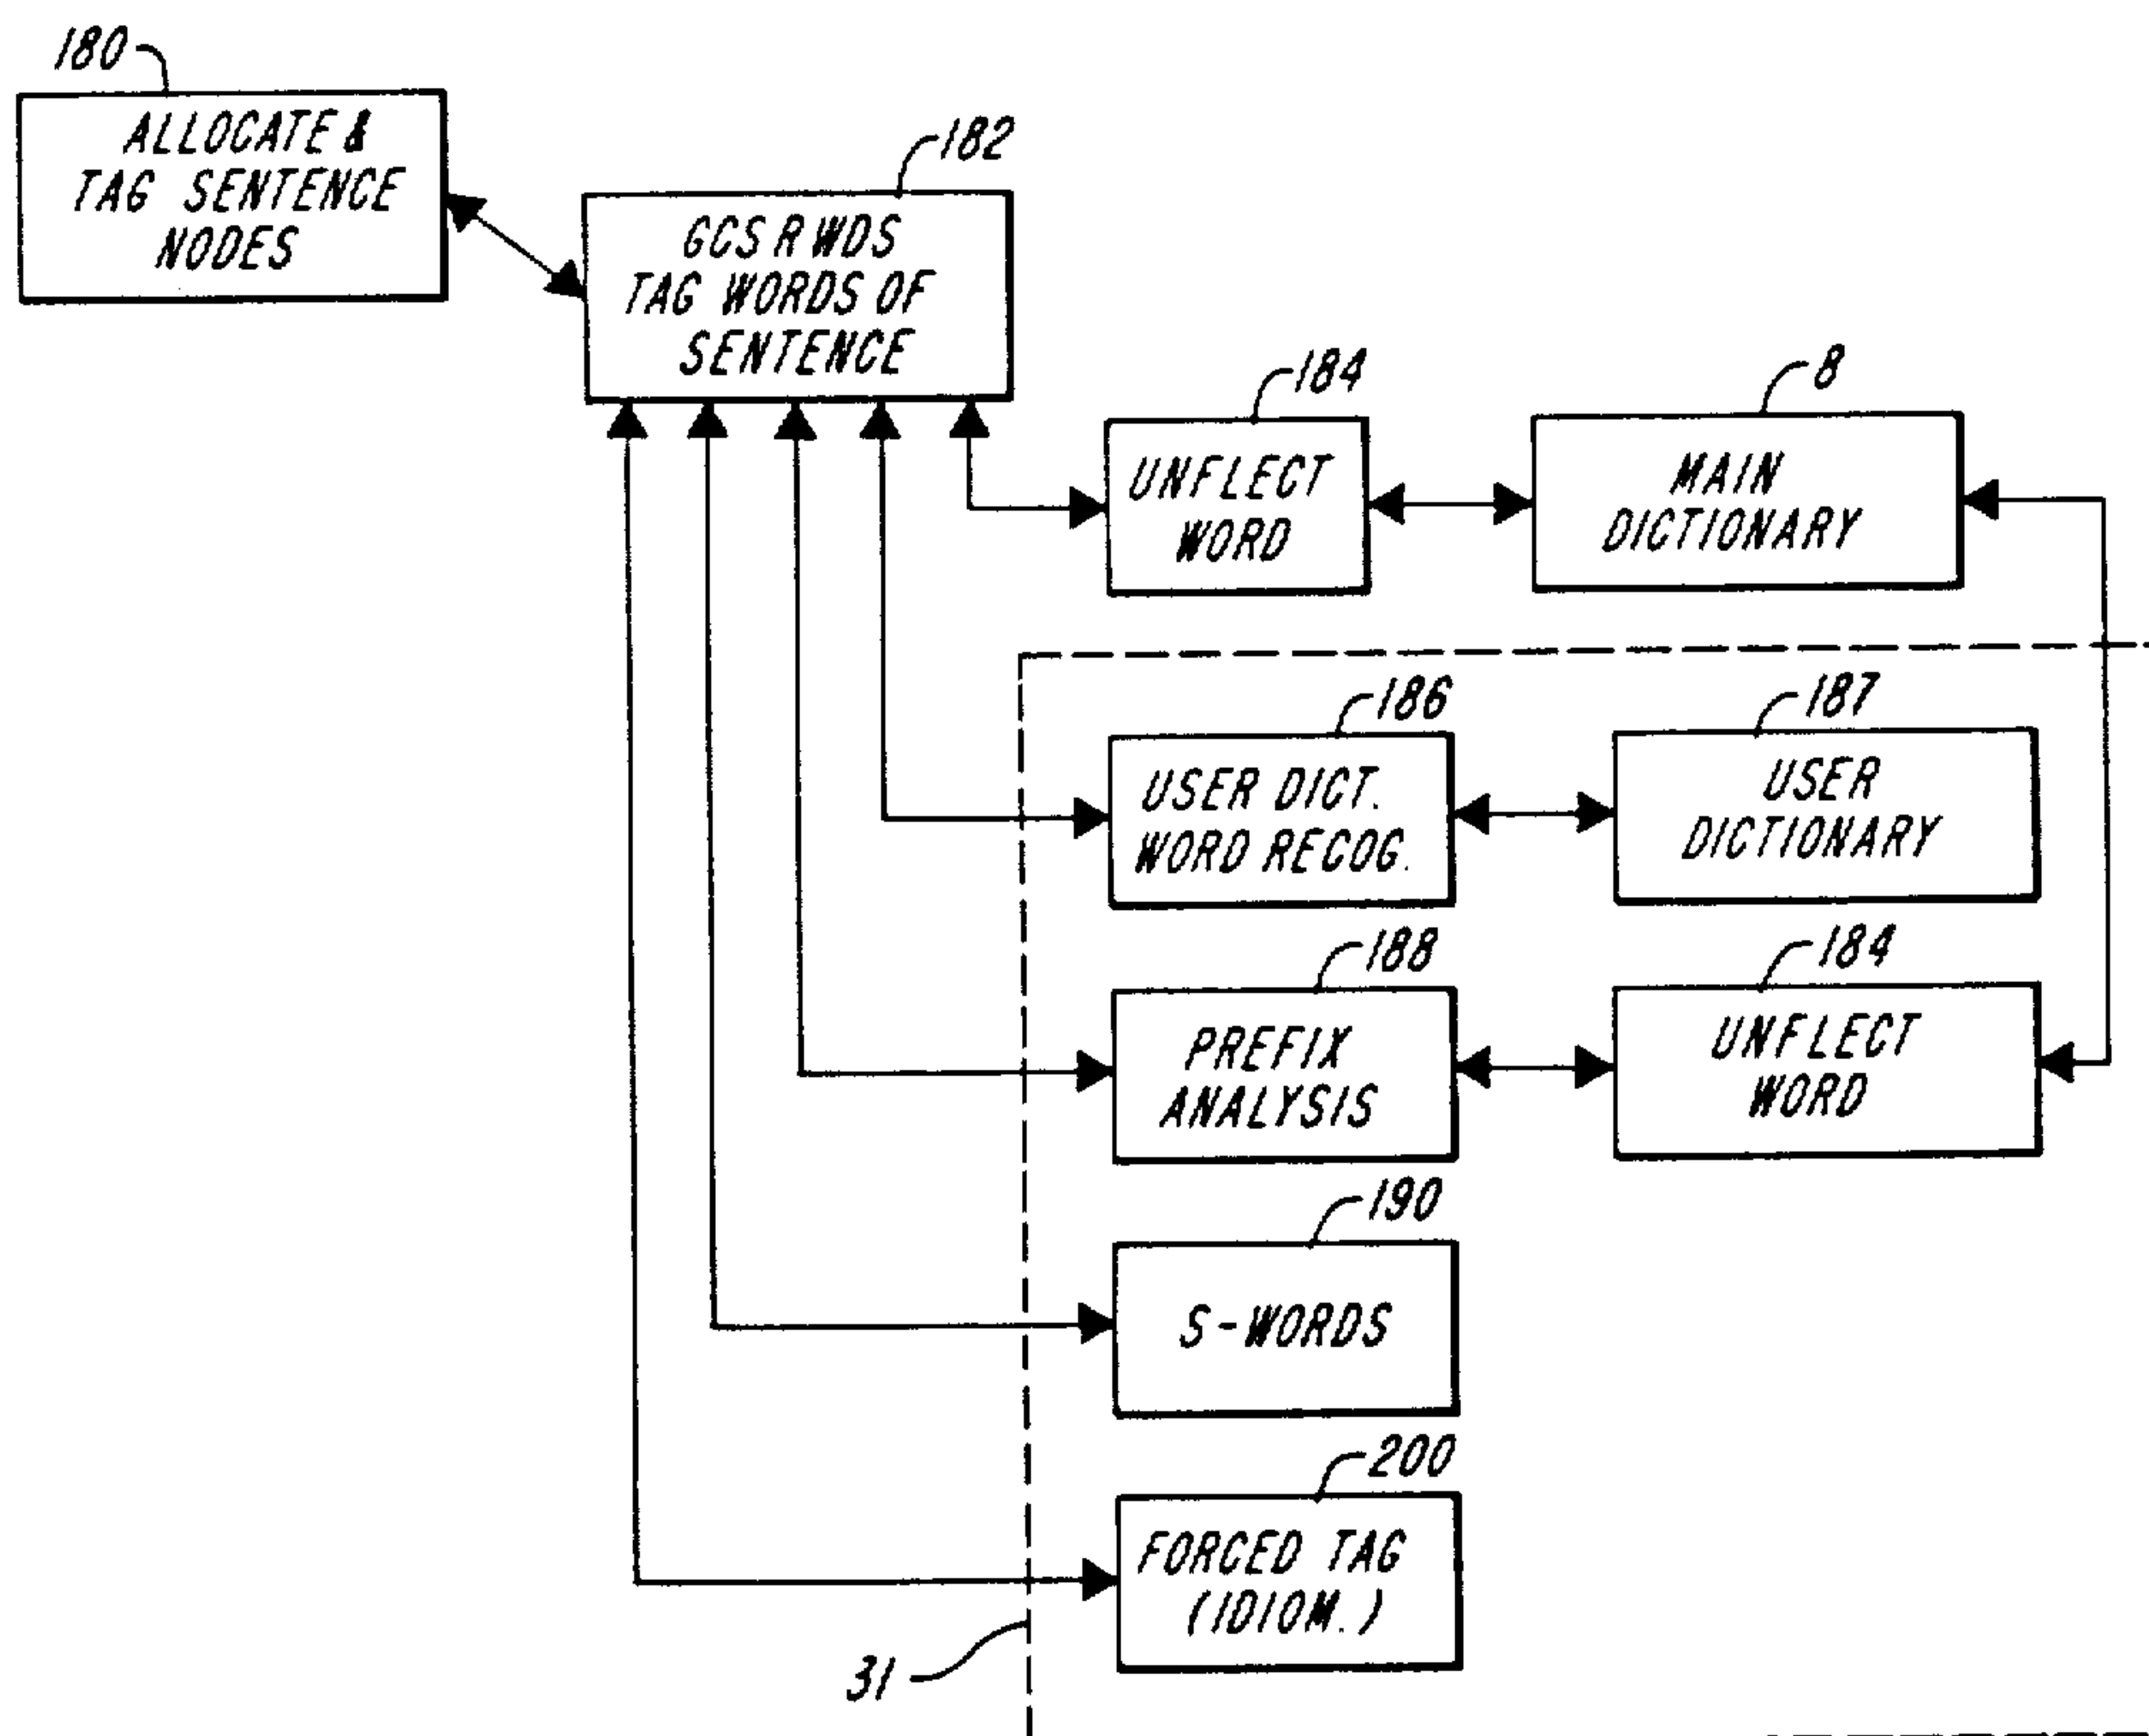 180
ALLOCATE &
TAG SENTENCE
NODES
182
GCS R WDS
TAG WORDS OF
SENTENCE
184
UNFLECT
WORD
8
MAIN
DICTIONARY
186
USER DICT.
WORD RECOG.
187
USER
DICTIONARY
188
PREFIX
ANALYSIS
184
UNFLECT
WORD
190
S-WORDS
200
FORCED TAG
(IDIOM.)
31